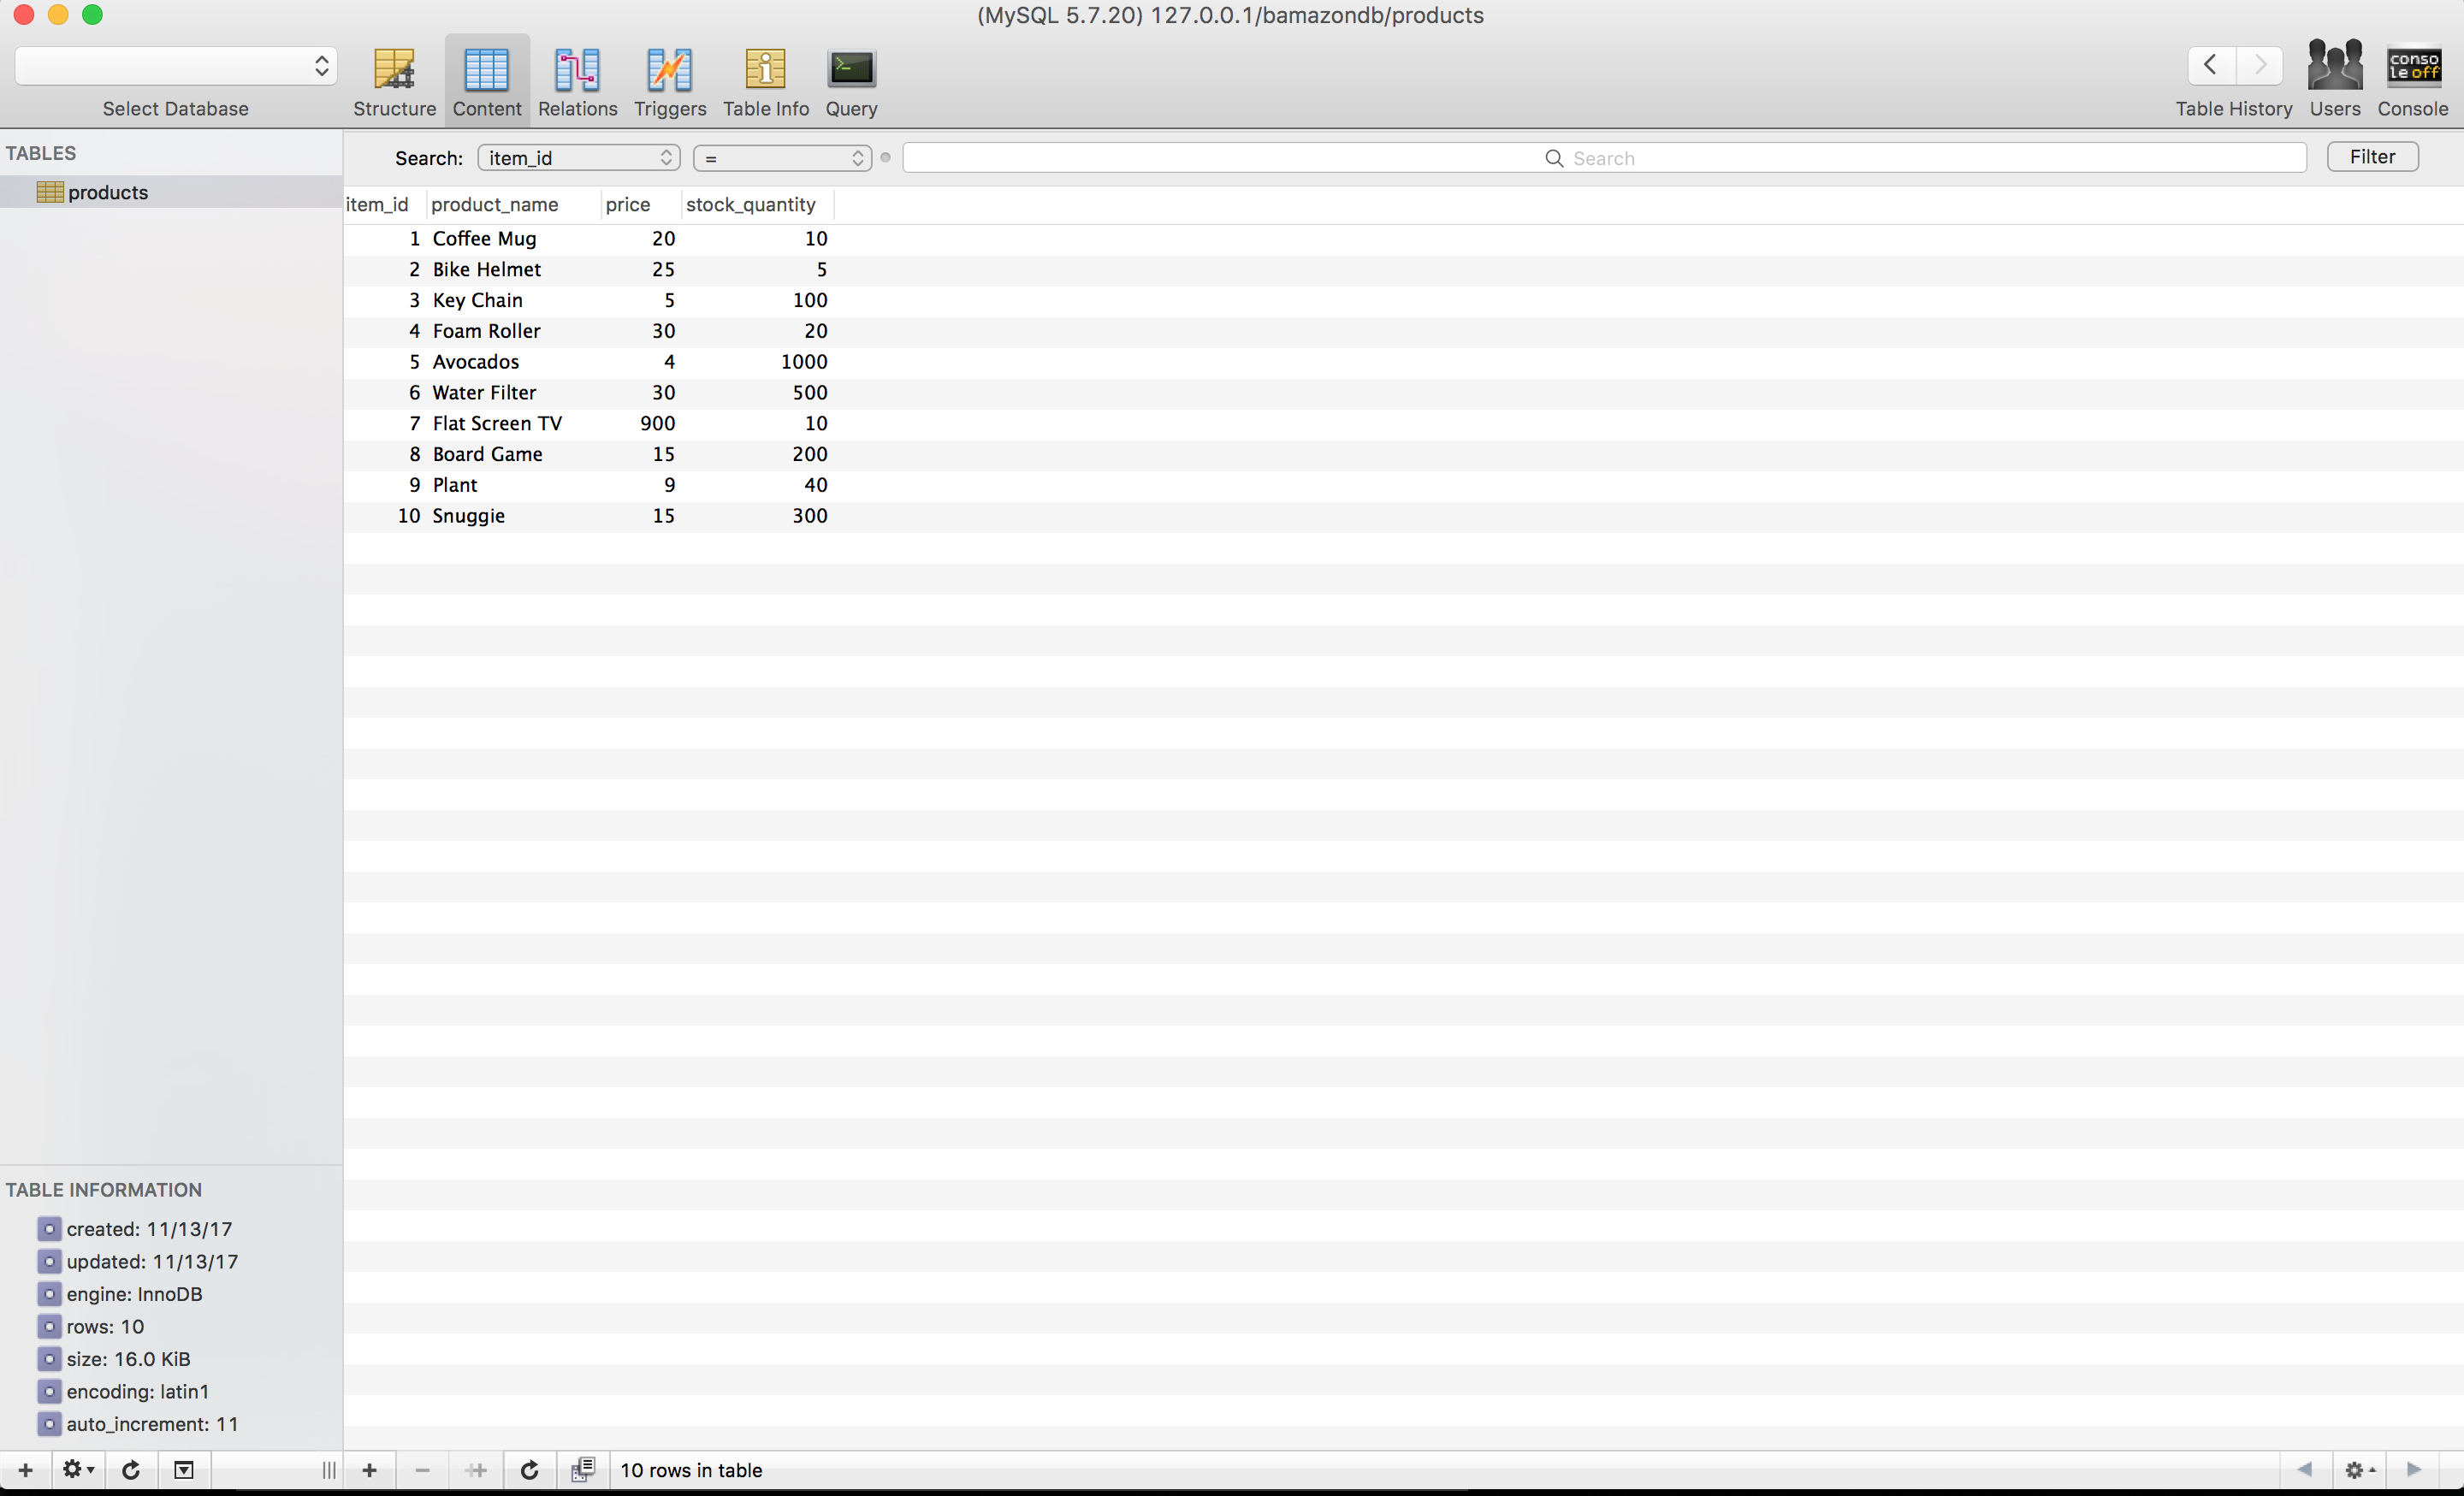 (MySQL 5.7.20) 127.0.0.1/bamazondb/products
Select Database
Structure Content Relations Triggers Table Info Query
conso
leoff
Table History Users Console
TABLES
products
Search: item_id = Search Filter
item_id product_name price stock_quantity
1 Coffee Mug 20 10
2 Bike Helmet 25 5
3 Key Chain 5 100
4 Foam Roller 30 20
5 Avocados 4 1000
6 Water Filter 30 500
7 Flat Screen TV 900 10
8 Board Game 15 200
9 Plant 9 40
10 Snuggie 15 300
TABLE INFORMATION
created: 11/13/17
updated: 11/13/17
engine: InnoDB
rows: 10
size: 16.0 KiB
encoding: latin1
auto_increment: 11
10 rows in table